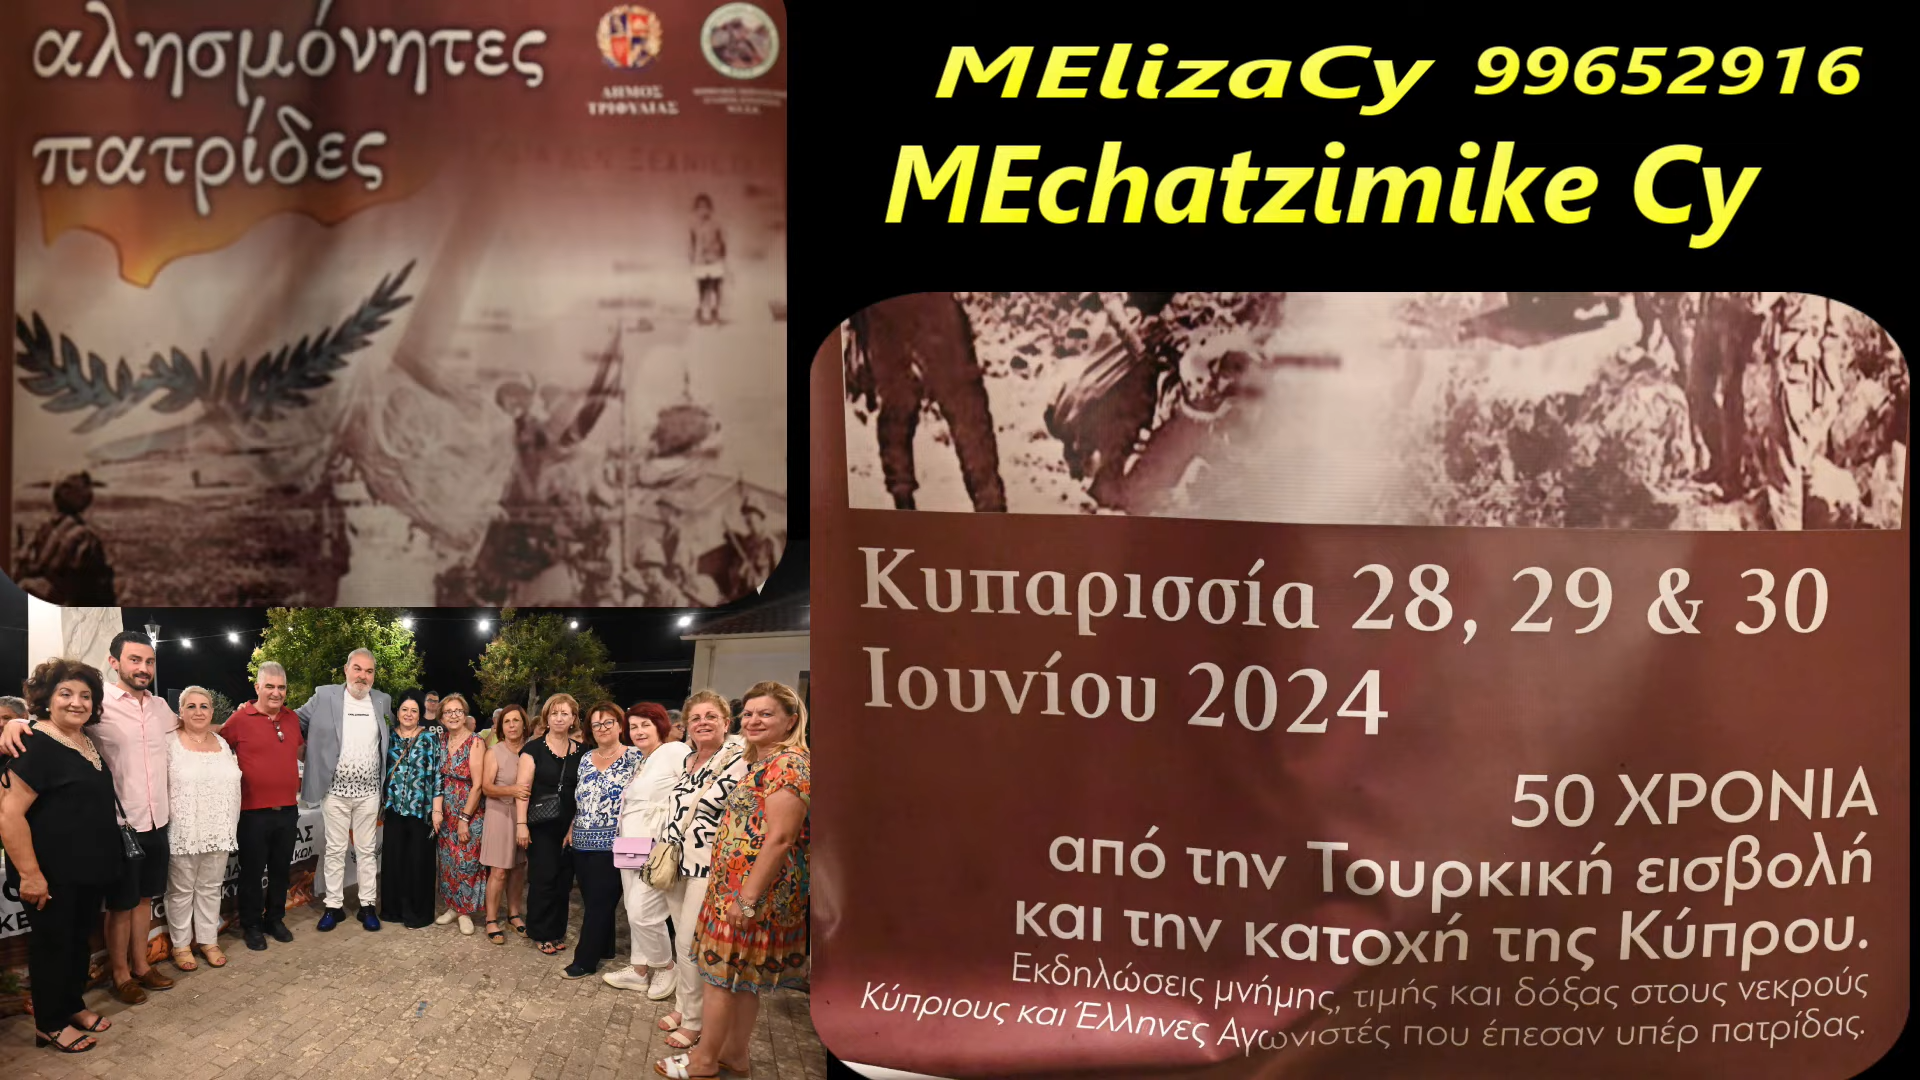 αλησμόνητες
πατρίδες
ΔΗΜΟΣ
ΤΡΙΦΥΛΙΑΣ
MElizaCy 99652916
MEchatzimike Cy
Κυπαρισσία 28, 29 & 30
Ιουνίου 2024
50 ΧΡΟΝΙΑ
από την Τουρκική εισβολή
και την κατοχή της Κύπρου.
Εκδηλώσεις μνήμης, τιμής και δόξας στους νεκρούς
Κύπριους και Έλληνες Αγωνιστές που έπεσαν υπέρ πατρίδας.